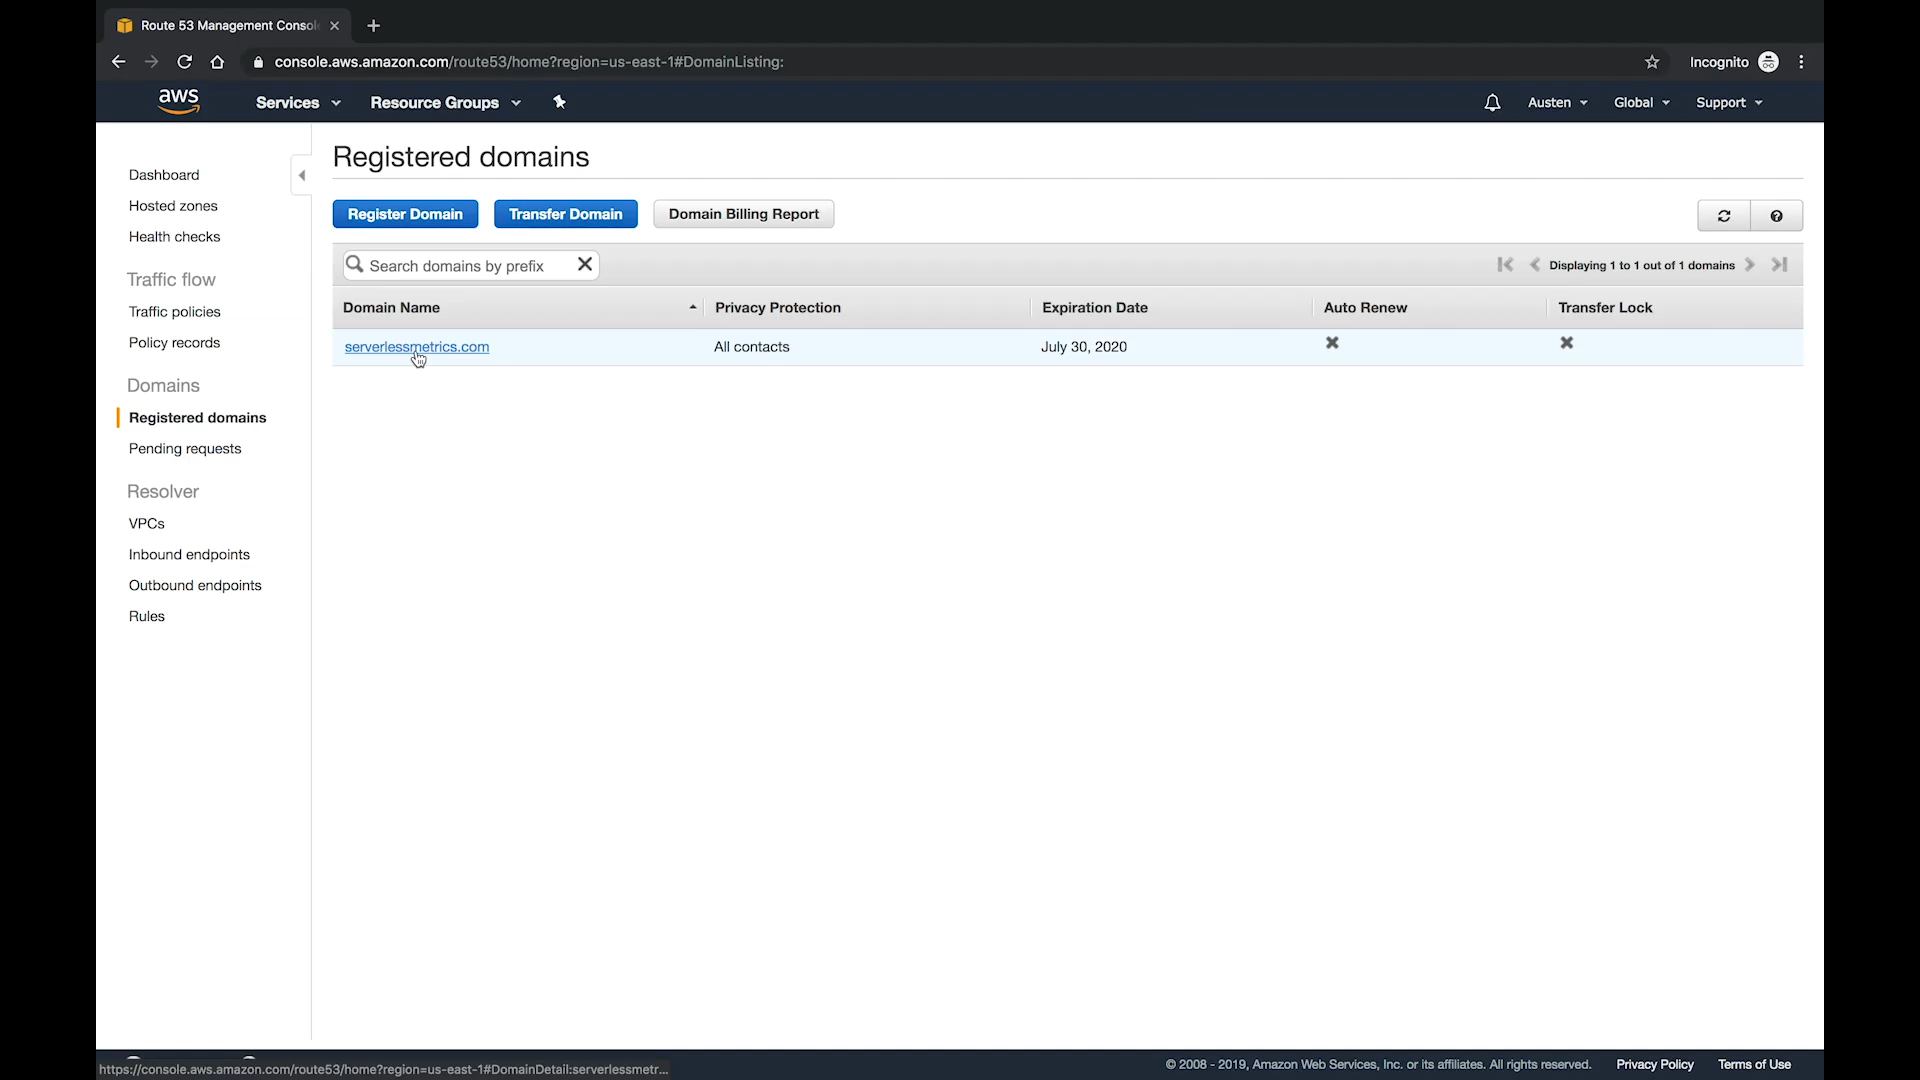 Route 53 Management Consol
console.aws.amazon.com/route53/home?region=us-east-1#DomainListing:
Incognito
aws
Services
Resource Groups
Austen
Global
Support
Dashboard
Hosted zones
Health checks
Traffic flow
Traffic policies
Policy records
Domains
Registered domains
Pending requests
Resolver
VPCs
Inbound endpoints
Outbound endpoints
Rules
Registered domains
Register Domain
Transfer Domain
Domain Billing Report
Search domains by prefix
Displaying 1 to 1 out of 1 domains
Domain Name Privacy Protection Expiration Date Auto Renew Transfer Lock
serverlessmetrics.com All contacts July 30, 2020
https://console.aws.amazon.com/route53/home?region=us-east-1#DomainDetail:serverlessmetr...
© 2008 - 2019, Amazon Web Services, Inc. or its affiliates. All rights reserved. Privacy Policy Terms of Use